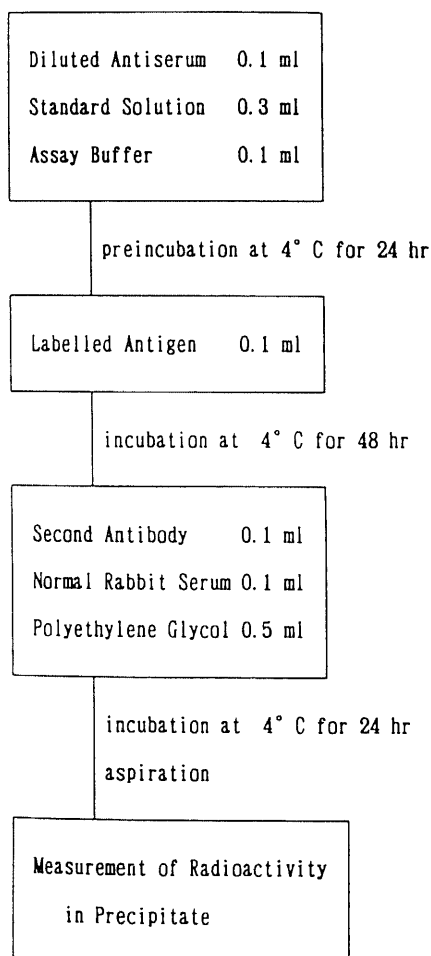 Diluted Antiserum 0.1 ml
Standard Solution 0.3 ml
Assay Buffer 0.1 ml
preincubation at 4° C for 24 hr
Labelled Antigen 0.1 ml
incubation at 4° C for 48 hr
Second Antibody 0.1 ml
Normal Rabbit Serum 0.1 ml
Polyethylene Glycol 0.5 ml
incubation at 4° C for 24 hr
aspiration
Measurement of Radioactivity
in Precipitate